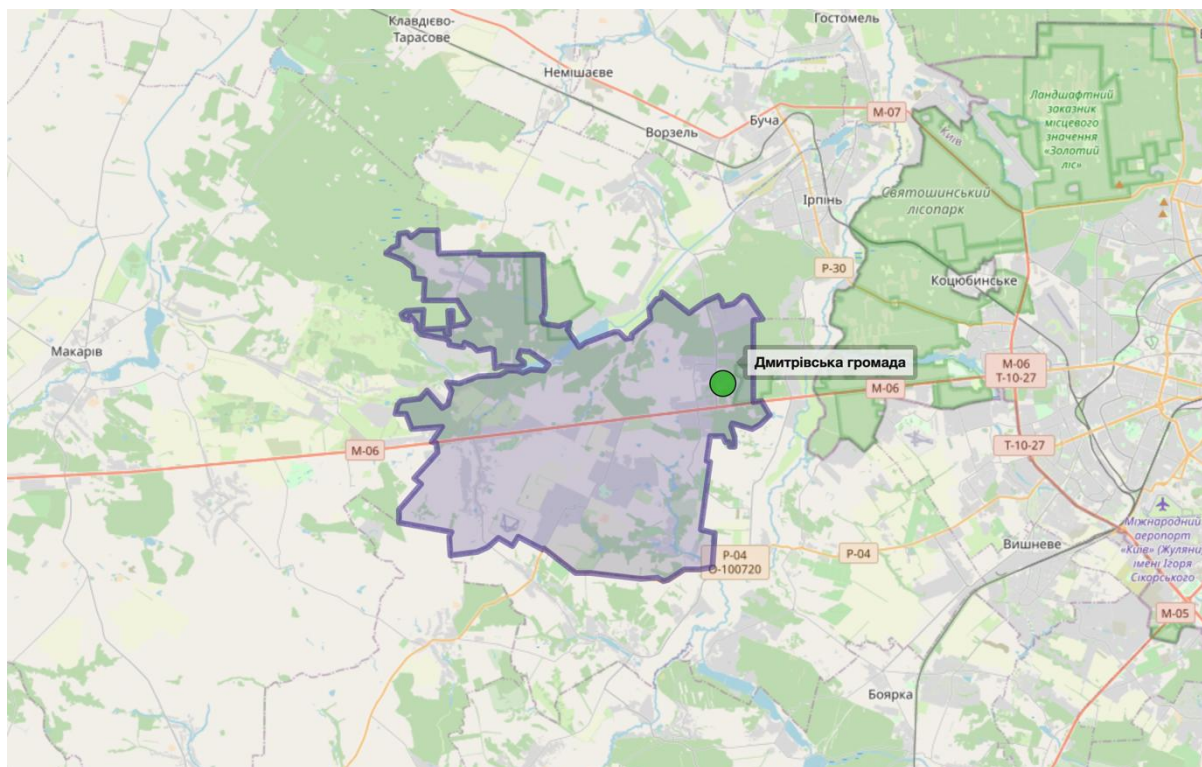 Гостомель
Клавдієво-
Тарасове
Немішаєве
Ландшафтний
заказник
місцевого
значення
«Золотий
ліс»
М-07
Буча
Ворзель
Київ
Святошинський
лісопарк
Ірпінь
Р-30
Коцюбинське
Макарів
Дмитрівська громада
М-06
Т-10-27
М-06
М-06
Т-10-27
Міжнародний
аеропорт
«Київ» (Жуляни)
імені Ігоря
Сікорського
Вишневе
Р-04
О-100720
Р-04
М-05
Боярка